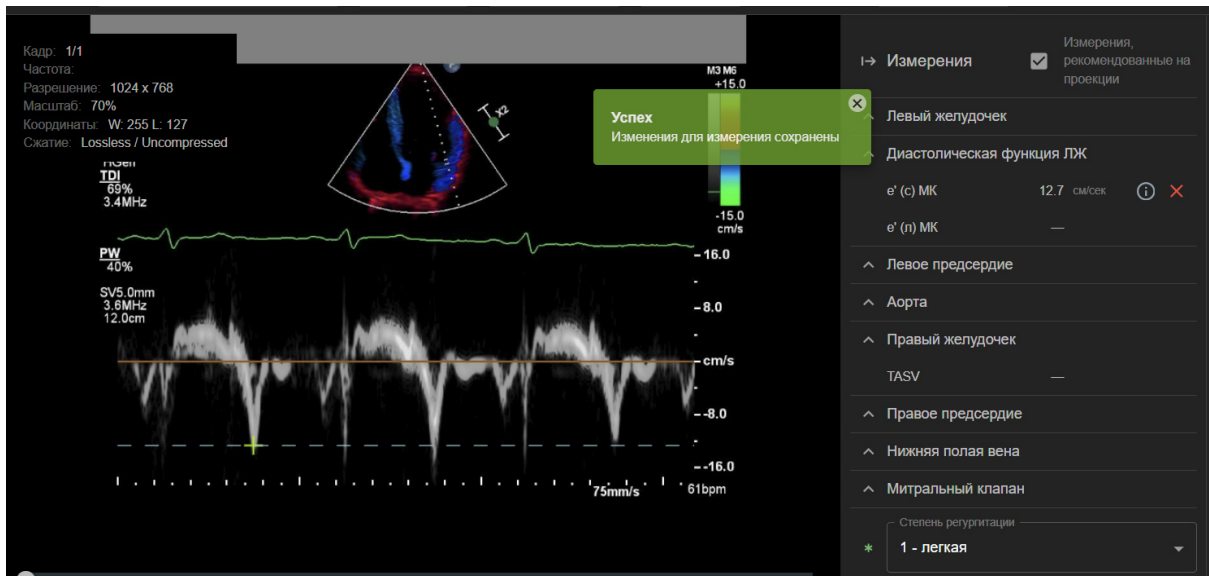 Кадр: 1/1
Частота:
Разрешение: 1024 x 768
Масштаб: 70%
Координаты: W: 255 L: 127
Сжатие: Lossless / Uncompressed
HGen
TDI
69%
3.4MHz
PW
40%
SV5.0mm
3.6MHz
12.0cm
x2
M3 M6
+15.0
-15.0
cm/s
16.0
8.0
cm/s
-8.0
-16.0
75mm/s
61bpm
Успех
Изменения для измерения сохранены
Измерения
Измерения,
рекомендованные на
проекции
Левый желудочек
Диастолическая функция ЛЖ
e' (с) МК 12.7 см/сек
e' (л) МК —
Левое предсердие
Аорта
Правый желудочек
TASV —
Правое предсердие
Нижняя полая вена
Митральный клапан
Степень регургитации
* 1 - легкая